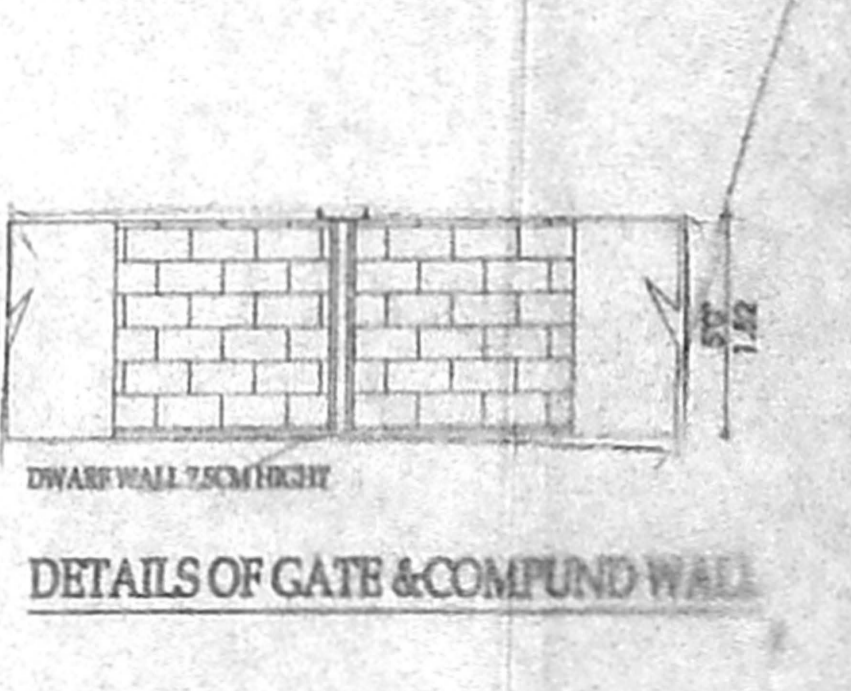 5'0"
1.52
DWARF WALL 7.5CM HIGHT
DETAILS OF GATE &COMPUND WALL